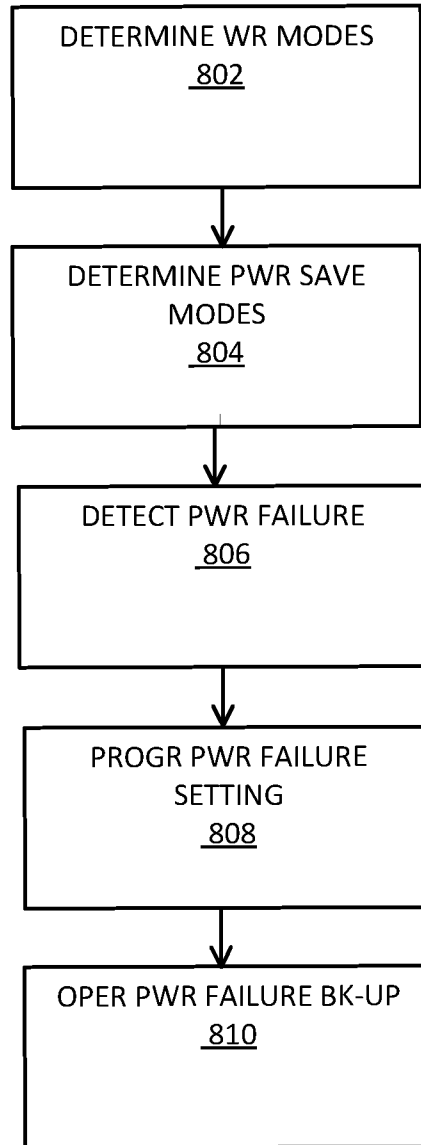 DETERMINE WR MODES
802
DETERMINE PWR SAVE
MODES
804
DETECT PWR FAILURE
806
PROGR PWR FAILURE
SETTING
808
OPER PWR FAILURE BK-UP
810